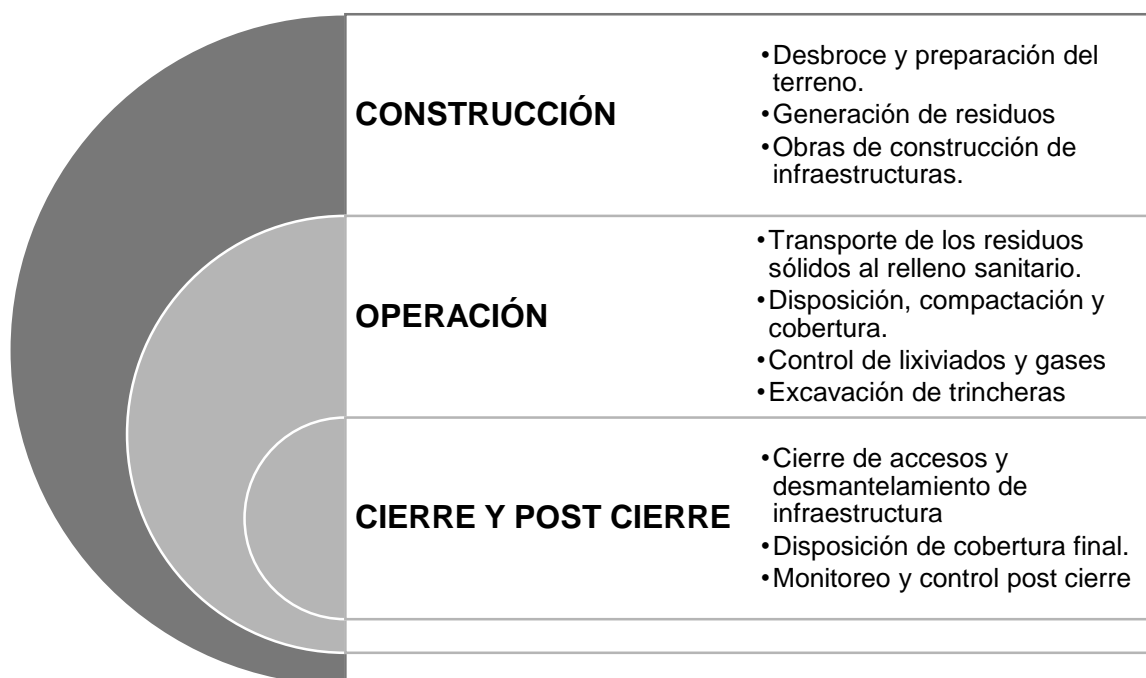 CONSTRUCCIÓN
•Desbroce y preparación del
terreno.
•Generación de residuos
•Obras de construcción de
infraestructuras.
OPERACIÓN
•Transporte de los residuos
sólidos al relleno sanitario.
•Disposición, compactación y
cobertura.
•Control de lixiviados y gases
•Excavación de trincheras
CIERRE Y POST CIERRE
•Cierre de accesos y
desmantelamiento de
infraestructura
•Disposición de cobertura final.
•Monitoreo y control post cierre